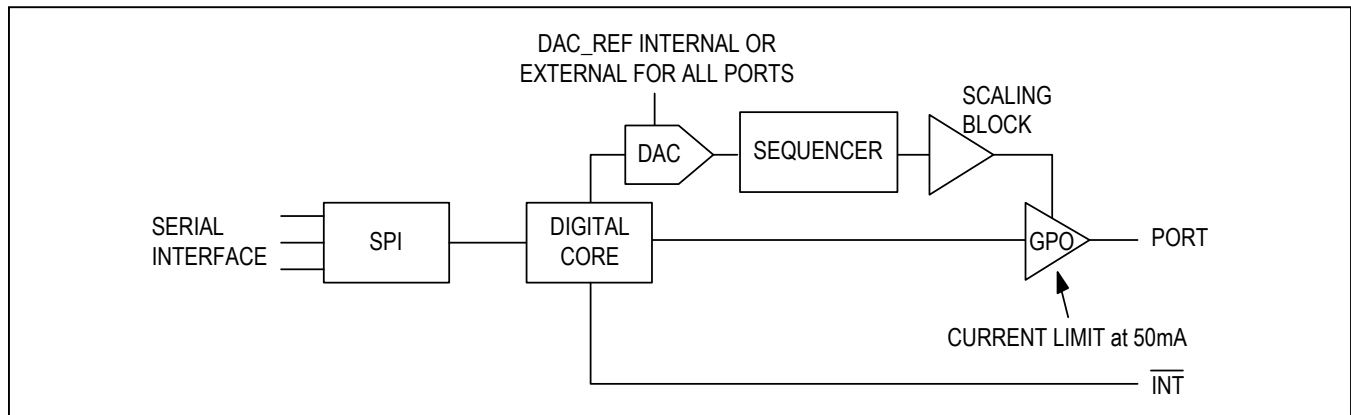 DAC_REF INTERNAL OR
EXTERNAL FOR ALL PORTS
SCALING
BLOCK
DAC
SEQUENCER
SERIAL
INTERFACE
SPI
DIGITAL
CORE
GPO
PORT
CURRENT LIMIT at 50mA
I̅N̅T̅